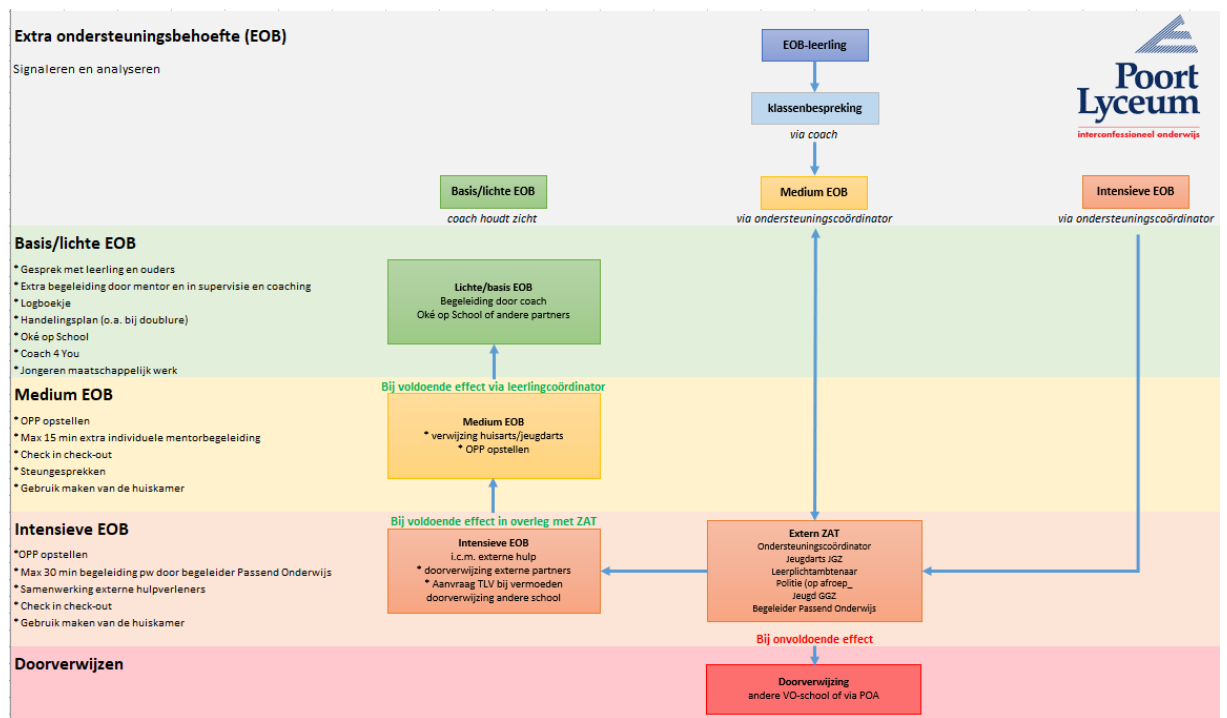 Extra ondersteuningsbehoefte (EOB)
Signaleren en analyseren
EOB-leerling
klassenbespreking
via coach
Poort
Lyceum
interconfessioneel onderwijs
Basis/lichte EOB
coach houdt zicht
Medium EOB
via ondersteuningscoördinator
Intensieve EOB
via ondersteuningscoördinator
Basis/lichte EOB
* Gesprek met leerling en ouders
* Extra begeleiding door mentor en in supervisie en coaching
* Logboekje
* Handelingsplan (o.a. bij doublure)
* Oké op School
* Coach 4 You
* Jongeren maatschappelijk werk
Lichte/basis EOB
Begeleiding door coach
Oké op School of andere partners
Bij voldoende effect via leerlingcoördinator
Medium EOB
* OPP opstellen
* Max 15 min extra individuele mentorbegeleiding
* Check in check-out
* Steungesprekken
* Gebruik maken van de huiskamer
Medium EOB
* verwijzing huisarts/jeugdarts
* OPP opstellen
Bij voldoende effect in overleg met ZAT
Intensieve EOB
*OPP opstellen
* Max 30 min begeleiding pw door begeleider Passend Onderwijs
* Samenwerking externe hulpverleners
* Check in check-out
* Gebruik maken van de huiskamer
Intensieve EOB
i.c.m. externe hulp
* doorverwijzing externe partners
* Aanvraag TLV bij vermoeden
doorverwijzing andere school
Extern ZAT
Ondersteuningscoördinator
Jeugdarts JGZ
Leerplichtambtenaar
Politie (op afroep_
Jeugd GGZ
Begeleider Passend Onderwijs
Bij onvoldoende effect
Doorverwijzen
Doorverwijzing
andere VO-school of via POA